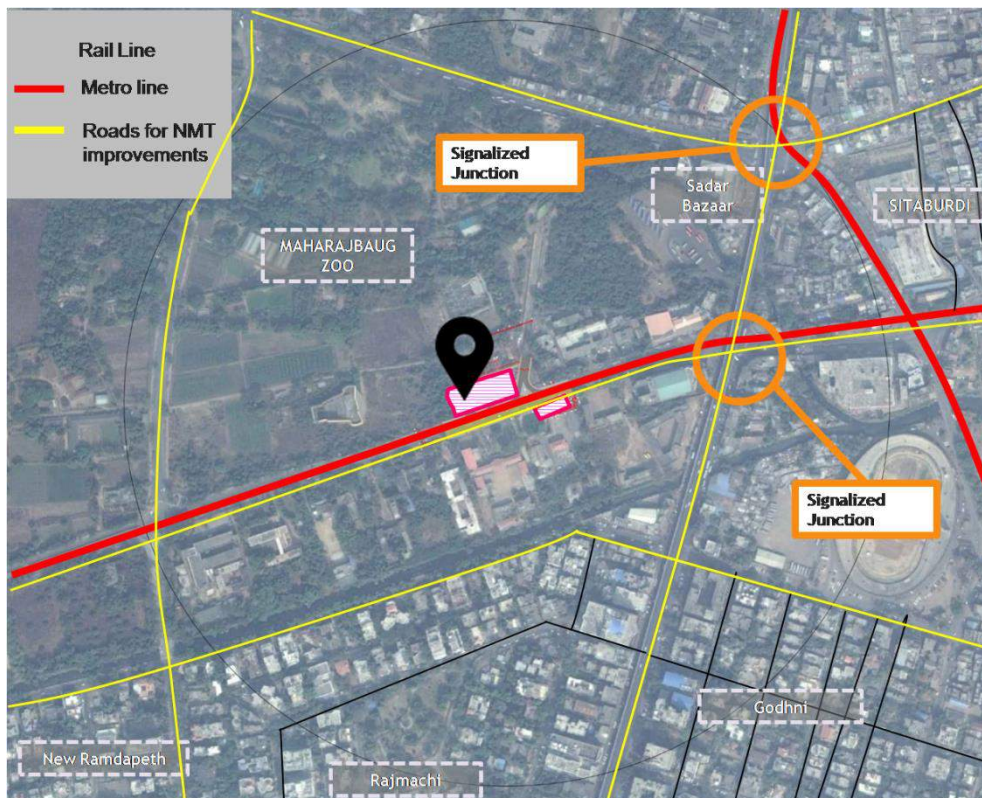 Rail Line
Metro line
Roads for NMT
improvements
Signalized
Junction
Sadar
Bazaar
SITABURDI
MAHARAJBAUG
ZOO
Signalized
Junction
Godhni
New Ramdapeth
Rajmachi